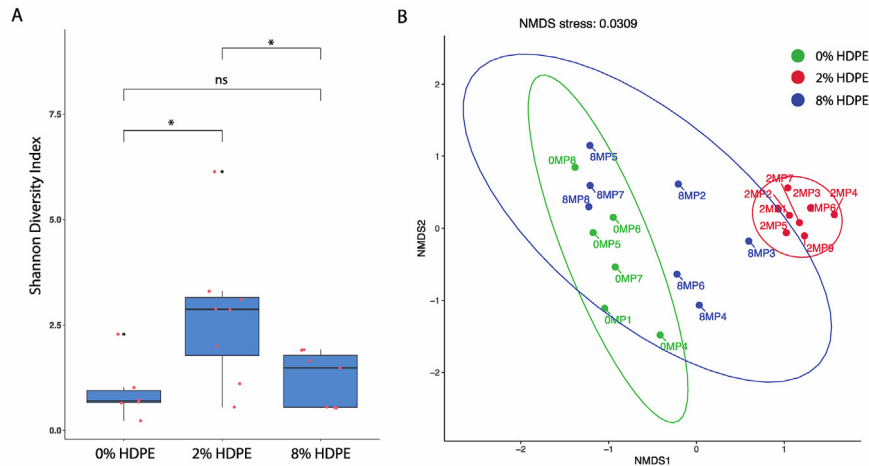 A
Shannon Diversity Index
7.5
5.0
2.5
0.0
*
ns
*
0% HDPE
2% HDPE
8% HDPE
B
NMDS stress: 0.0309
0% HDPE
2% HDPE
8% HDPE
NMDS2
2
1
0
−1
−2
0MP8
8MP5
8MP7
8MP8
8MP2
0MP6
0MP5
0MP7
0MP1
0MP4
8MP6
8MP4
8MP3
2MP7
2MP3
2MP4
2MP2
2MP5
2MP9
−2
−1
0
1
NMDS1